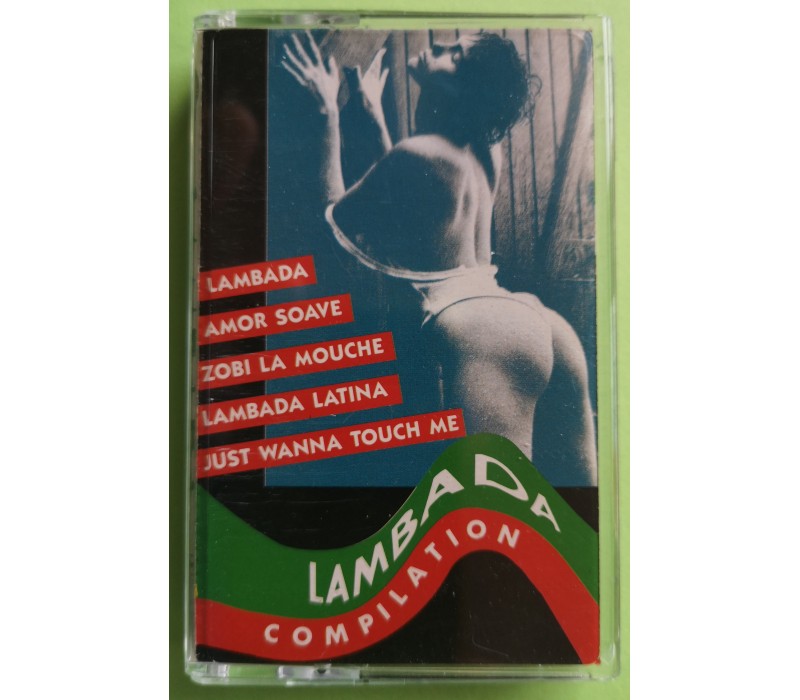 LAMBADA
AMOR SOAVE
ZOBI LA MOUCHE
LAMBADA LATINA
JUST WANNA TOUCH ME
LAMBADA
COMPILATION